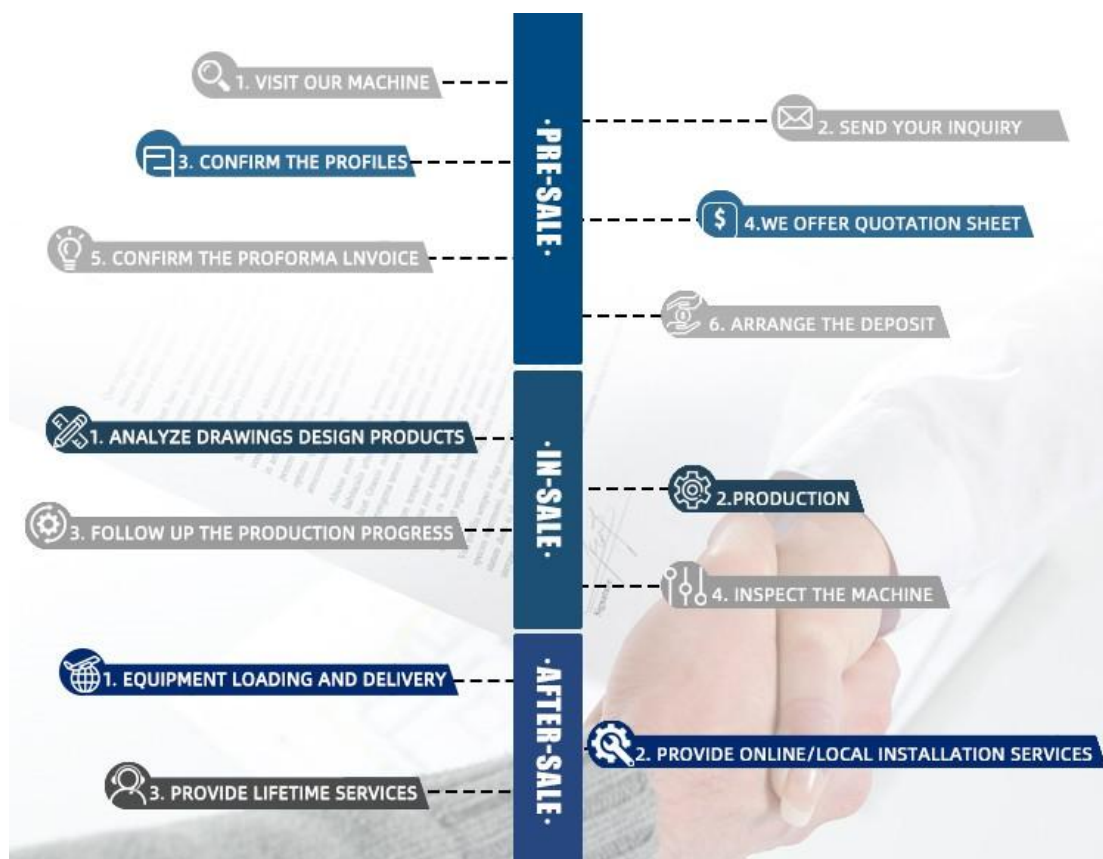 ·PRE-SALE·
1. VISIT OUR MACHINE
2. SEND YOUR INQUIRY
3. CONFIRM THE PROFILES
4.WE OFFER QUOTATION SHEET
5. CONFIRM THE PROFORMA LNVOICE
6. ARRANGE THE DEPOSIT
·IN-SALE·
1. ANALYZE DRAWINGS DESIGN PRODUCTS
2.PRODUCTION
3. FOLLOW UP THE PRODUCTION PROGRESS
4. INSPECT THE MACHINE
·AFTER-SALE·
1. EQUIPMENT LOADING AND DELIVERY
2. PROVIDE ONLINE/LOCAL INSTALLATION SERVICES
3. PROVIDE LIFETIME SERVICES